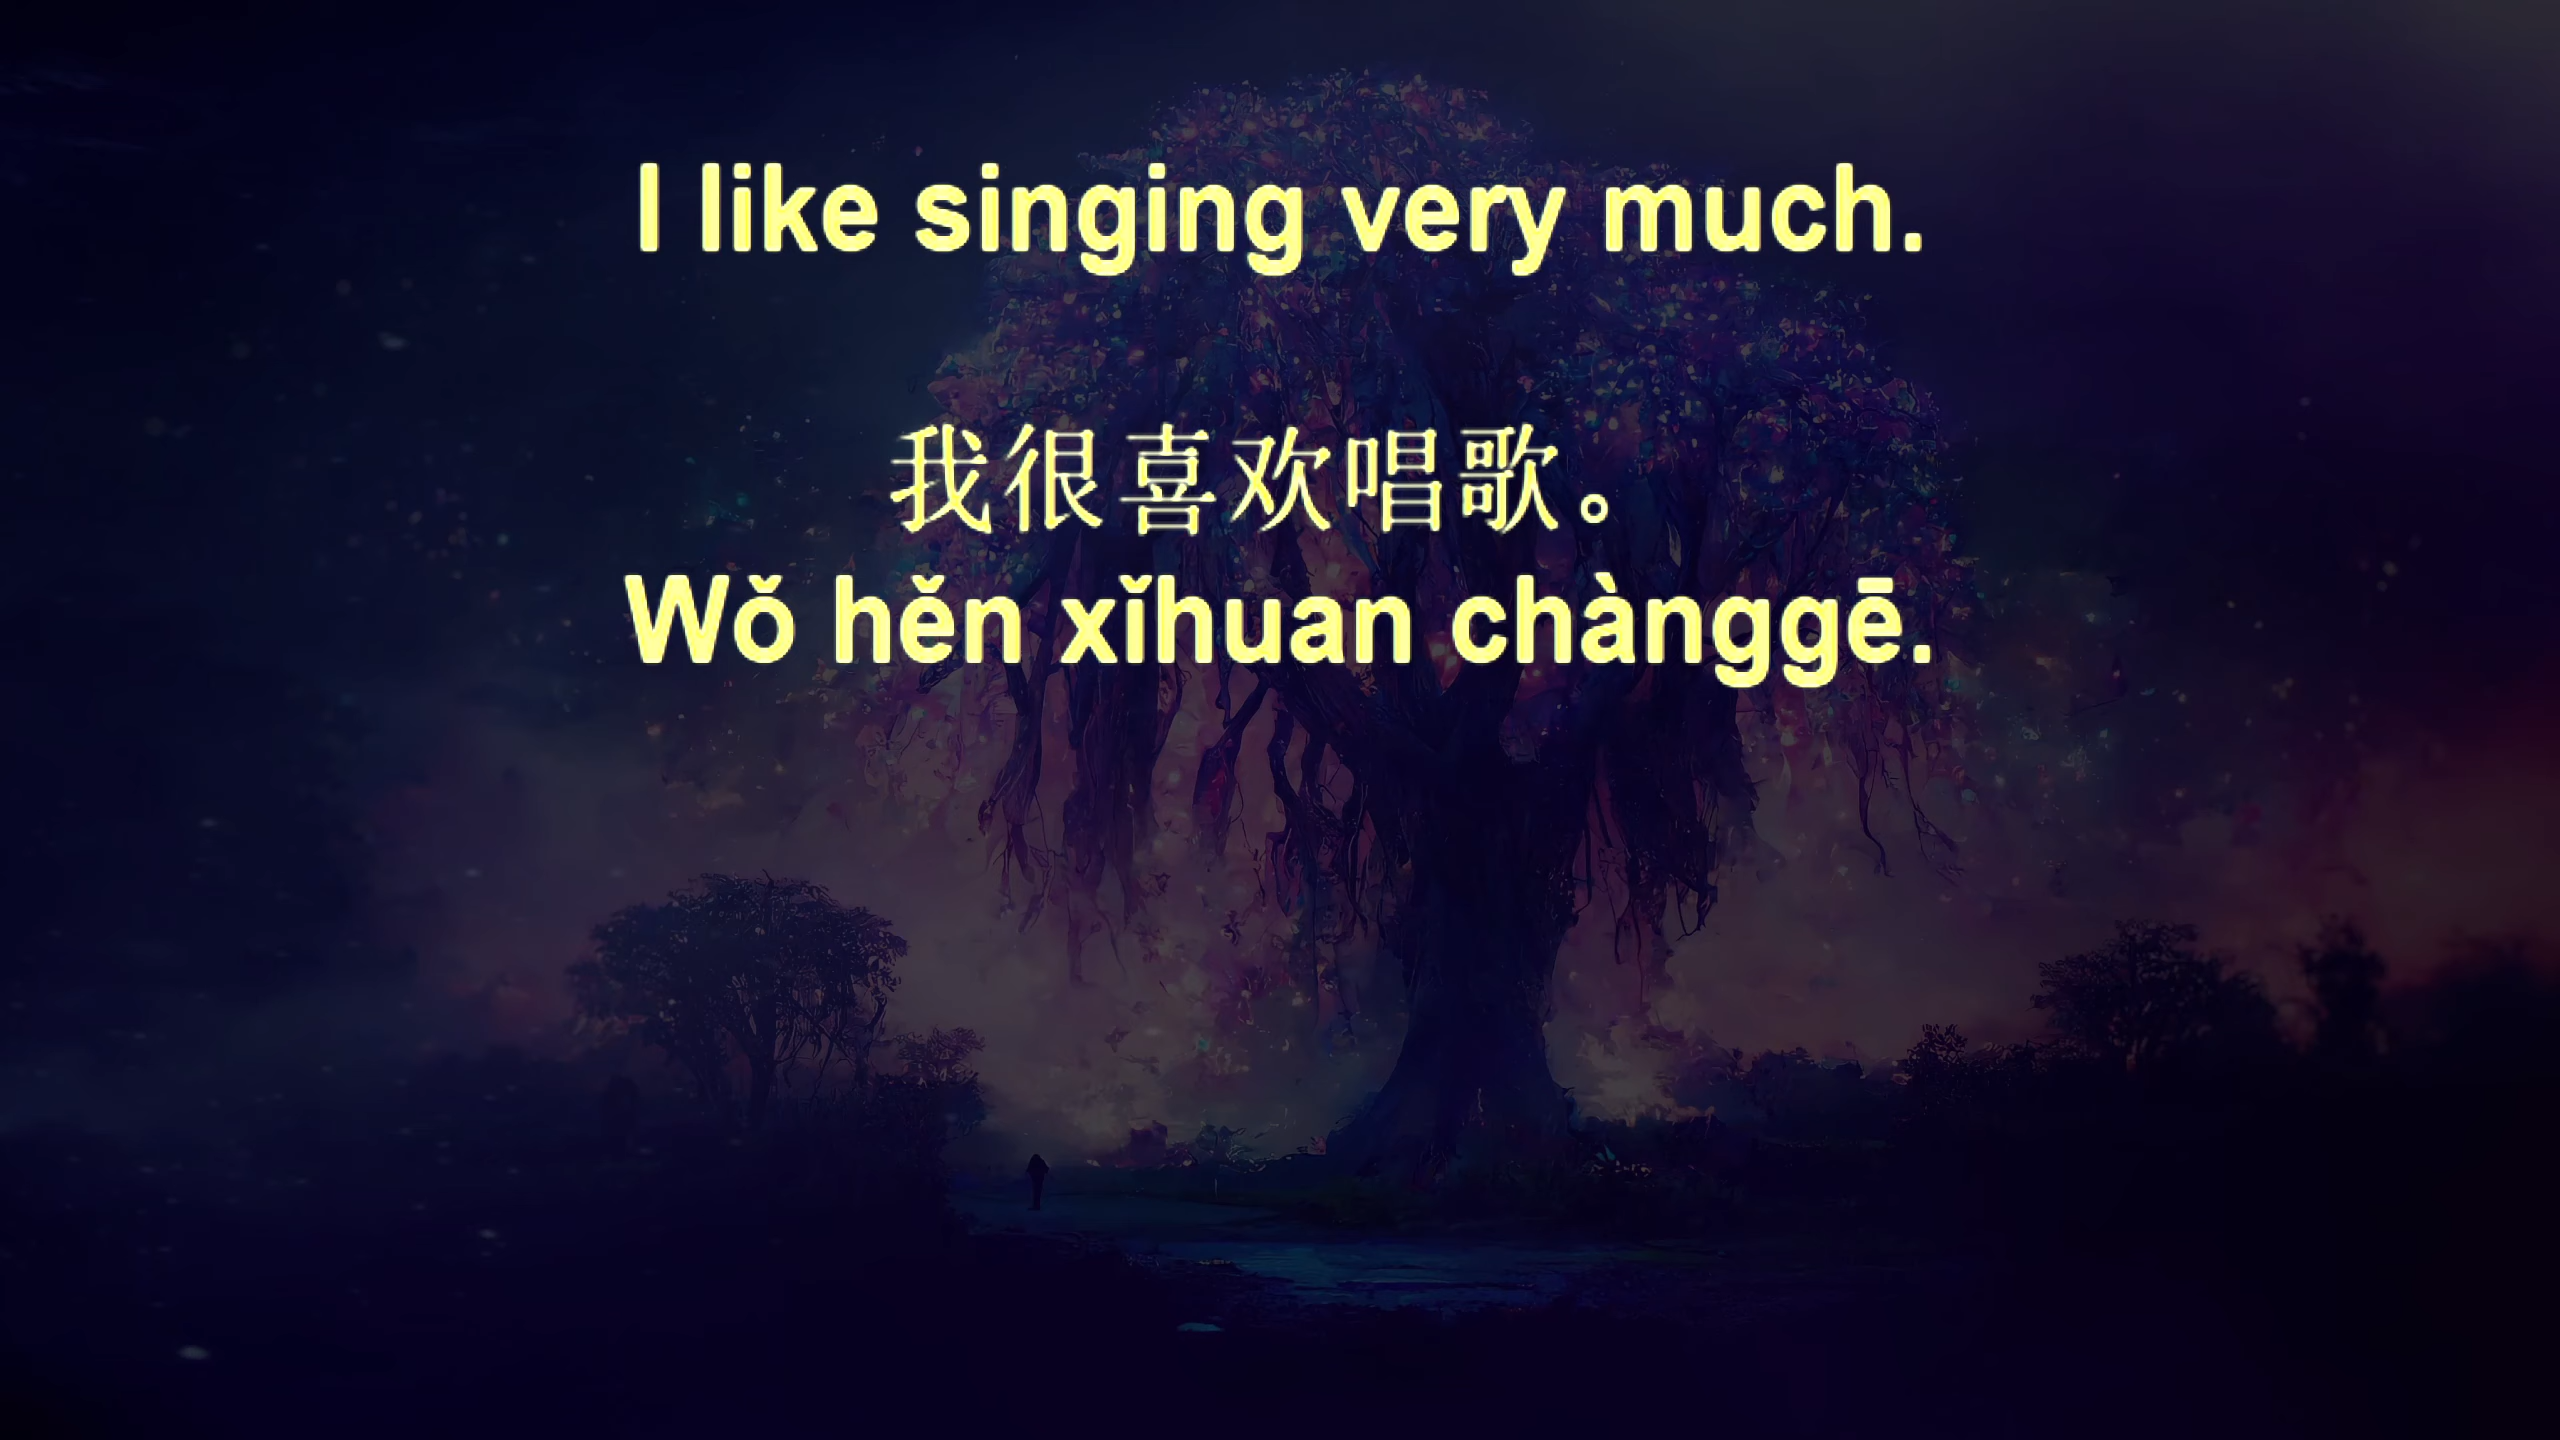 I like singing very much.
我很喜欢唱歌。
Wǒ hěn xǐhuan chànggē.